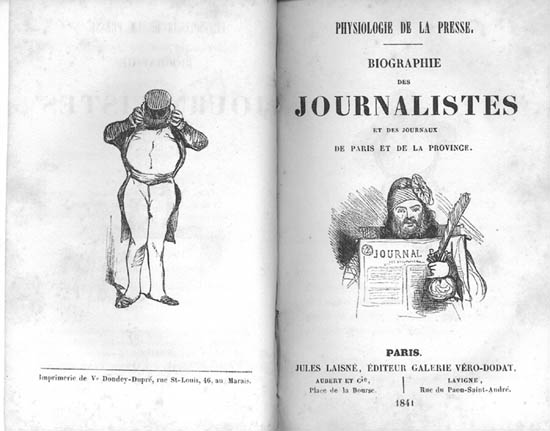 Imprimerie de Ve Dondey-Dupré, rue St-Louis, 46, au Marais.
PHYSIOLOGIE DE LA PRESSE.
BIOGRAPHIE
DES
JOURNALISTES
ET DES JOURNAUX
DE PARIS ET DE LA PROVINCE.
JOURNAL
PARIS.
JULES LAISNÉ, ÉDITEUR GALERIE VÉRO-DODAT,
AUBERT ET Cie,
Place de la Bourse.
LAVIGNE,
Rue du Paon-Saint-André.
1841